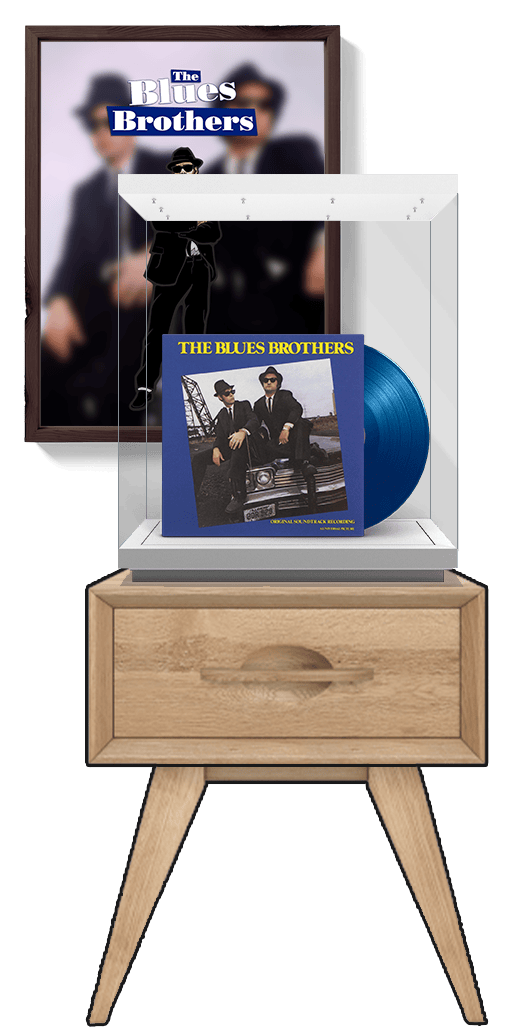 The
Blues
Brothers
THE BLUES BROTHERS
ORIGINAL SOUNDTRACK RECORDING